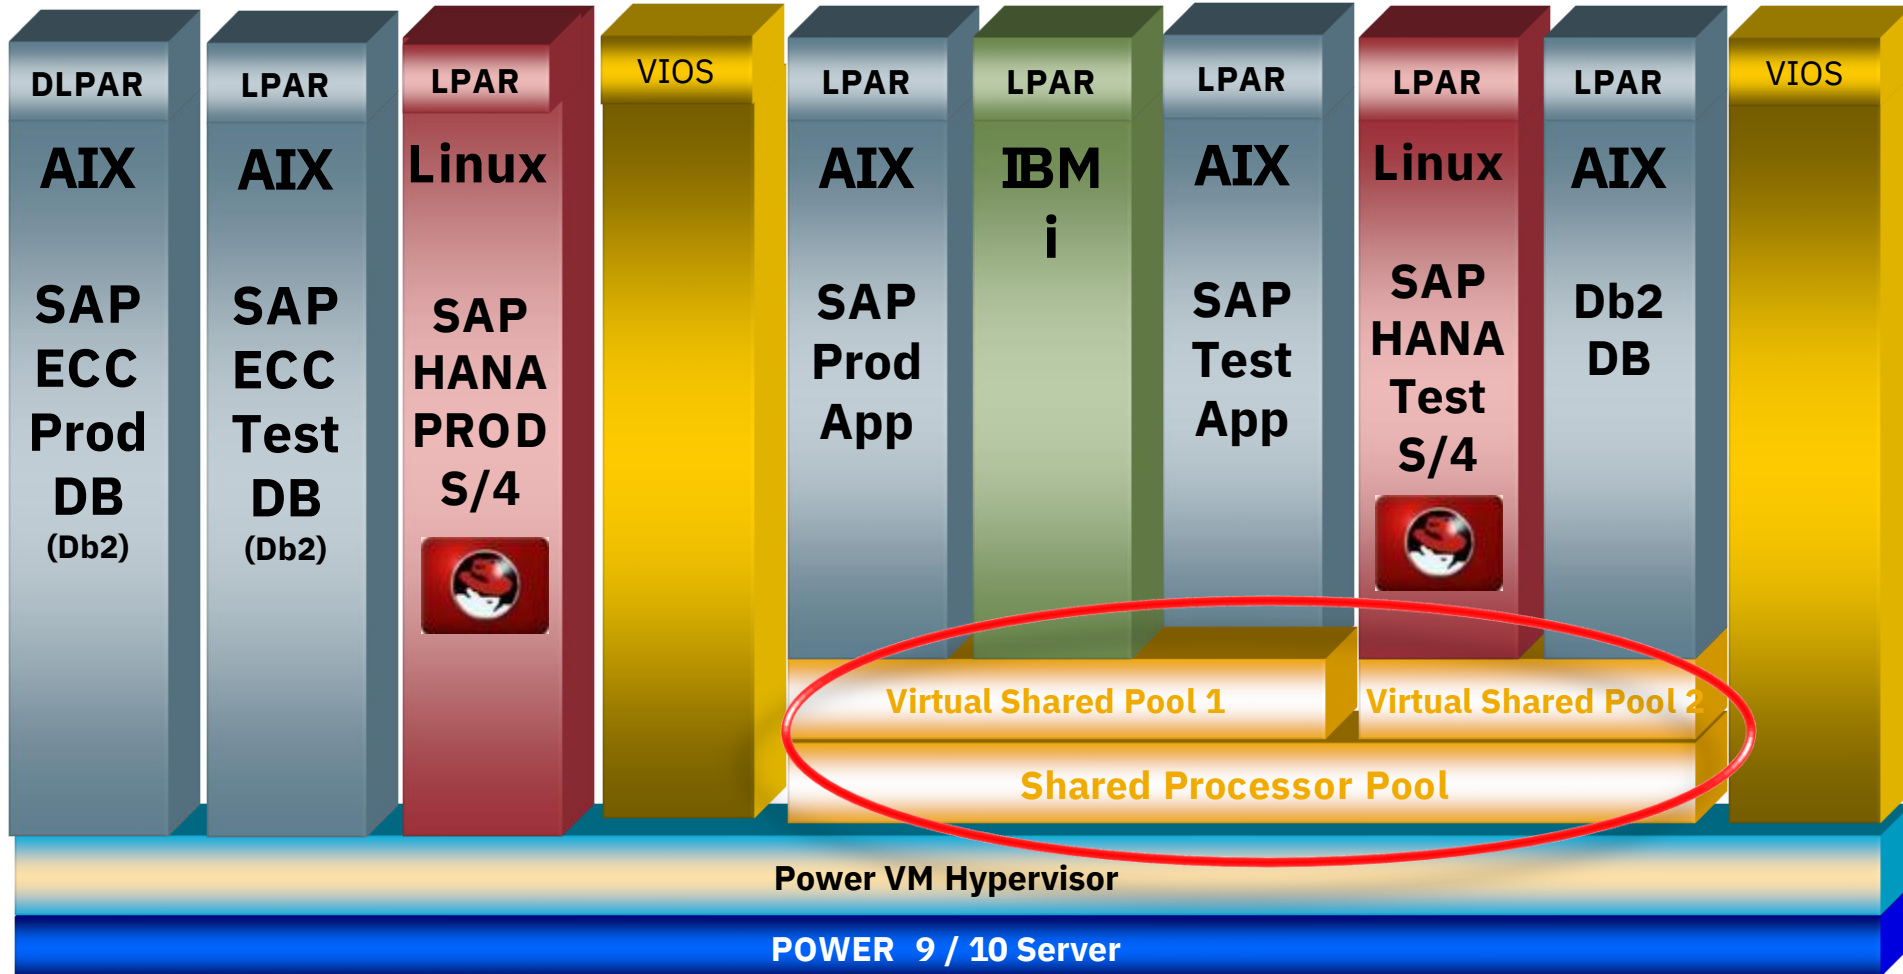 DLPAR
AIX
SAP
ECC
Prod
DB
(Db2)
LPAR
AIX
SAP
ECC
Test
DB
(Db2)
LPAR
Linux
SAP
HANA
PROD
S/4
VIOS
LPAR
AIX
SAP
Prod
App
LPAR
IBM
i
LPAR
AIX
SAP
Test
App
LPAR
Linux
SAP
HANA
Test
S/4
LPAR
AIX
Db2
DB
VIOS
Virtual Shared Pool 1
Virtual Shared Pool 2
Shared Processor Pool
Power VM Hypervisor
POWER 9 / 10 Server